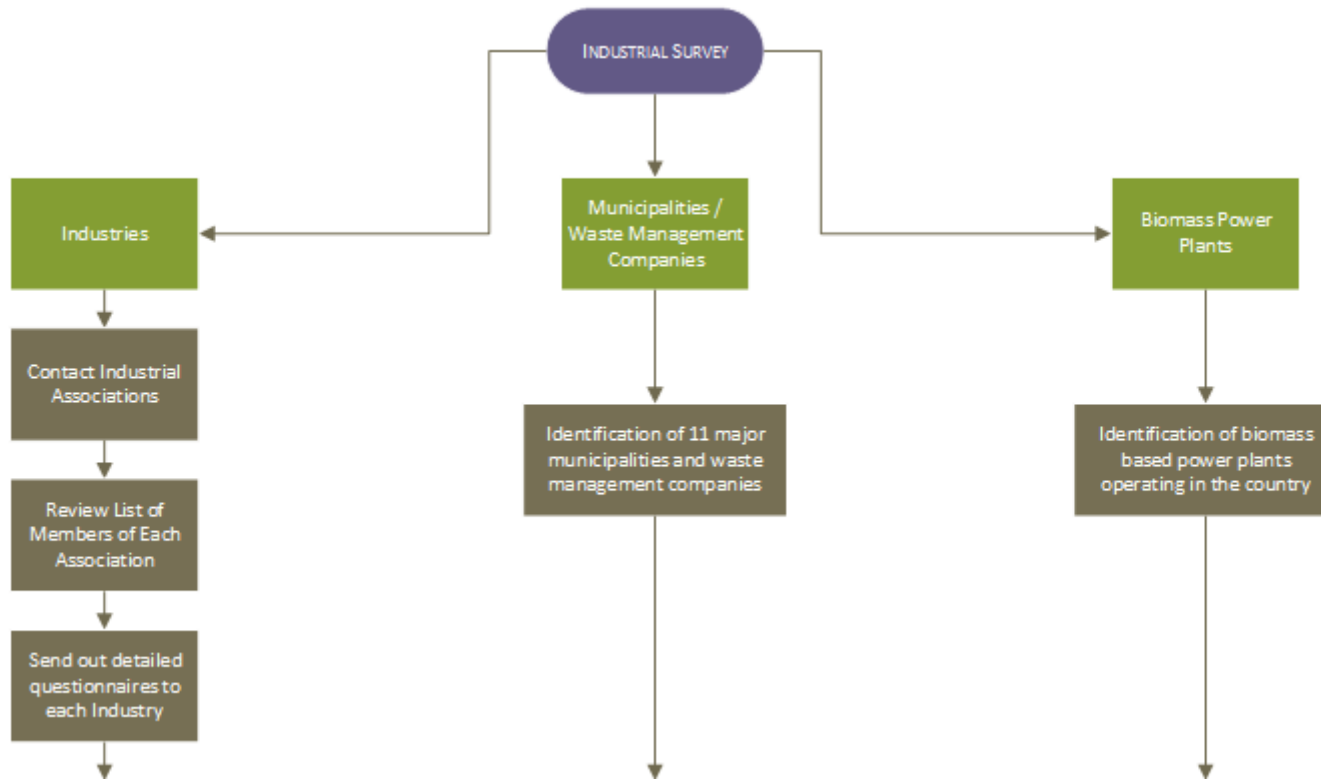 INDUSTRIAL SURVEY
Industries
Municipalities /
Waste Management
Companies
Biomass Power
Plants
Contact Industrial
Associations
Identification of 11 major
municipalities and waste
management companies
Identification of biomass
based power plants
operating in the country
Review List of
Members of Each
Association
Send out detailed
questionnaires to
each Industry